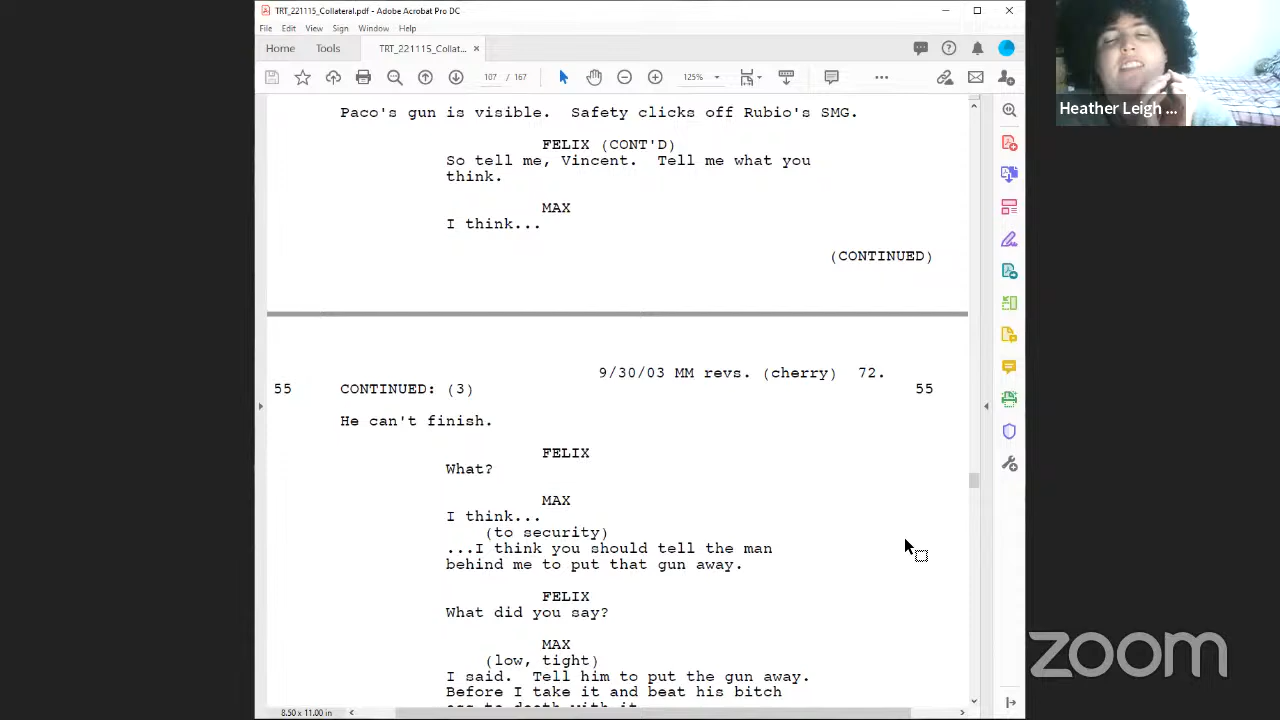 TRT_221115_Collateral.pdf - Adobe Acrobat Pro DC
File Edit View Sign Window Help
Home Tools TRT_221115_Collat... ×
107 / 167 125%
Paco's gun is visible. Safety clicks off Rubio's SMG.
FELIX (CONT'D)
So tell me, Vincent. Tell me what you
think.
MAX
I think...
(CONTINUED)
9/30/03 MM revs. (cherry) 72.
55 CONTINUED: (3) 55
He can't finish.
FELIX
What?
MAX
I think...
(to security)
...I think you should tell the man
behind me to put that gun away.
FELIX
What did you say?
MAX
(low, tight)
I said. Tell him to put the gun away.
Before I take it and beat his bitch
ass to death with it.
8.50 x 11.00 in
Heather Leigh ...
zoom